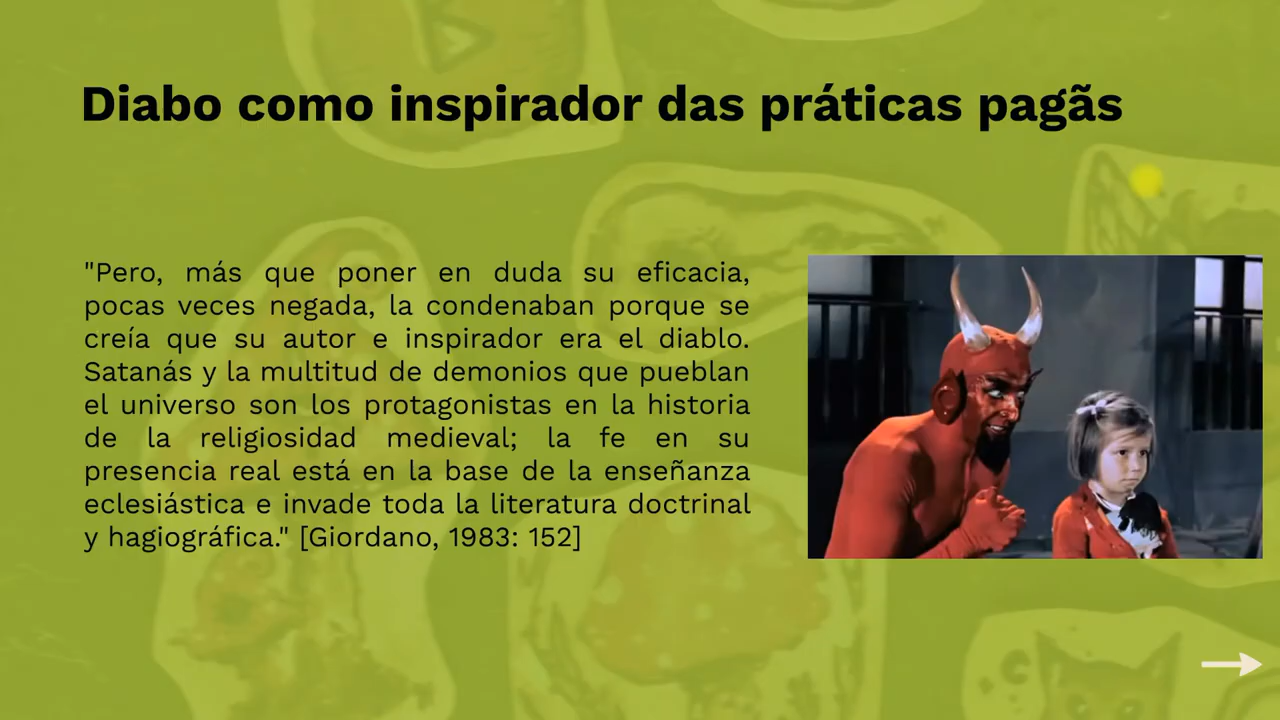 Diabo como inspirador das práticas pagãs
"Pero, más que poner en duda su eficacia,
pocas veces negada, la condenaban porque se
creía que su autor e inspirador era el diablo.
Satanás y la multitud de demonios que pueblan
el universo son los protagonistas en la historia
de la religiosidad medieval; la fe en su
presencia real está en la base de la enseñanza
eclesiástica e invade toda la literatura doctrinal
y hagiográfica." [Giordano, 1983: 152]